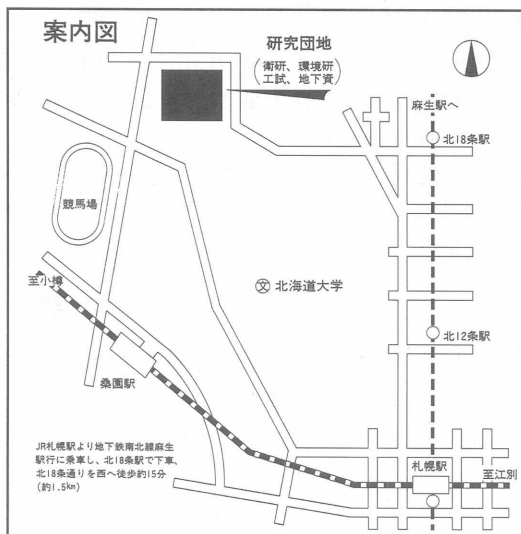 案内図
研究団地
(衛研、環境研
工試、地下資)
麻生駅へ
北18条駅
競馬場
至小樽
文 北海道大学
北12条駅
桑園駅
JR札幌駅より地下鉄南北線麻生
駅行に乗車し、北18条駅で下車、
北18条通りを西へ徒歩約15分
(約1.5km)
札幌駅
至江別